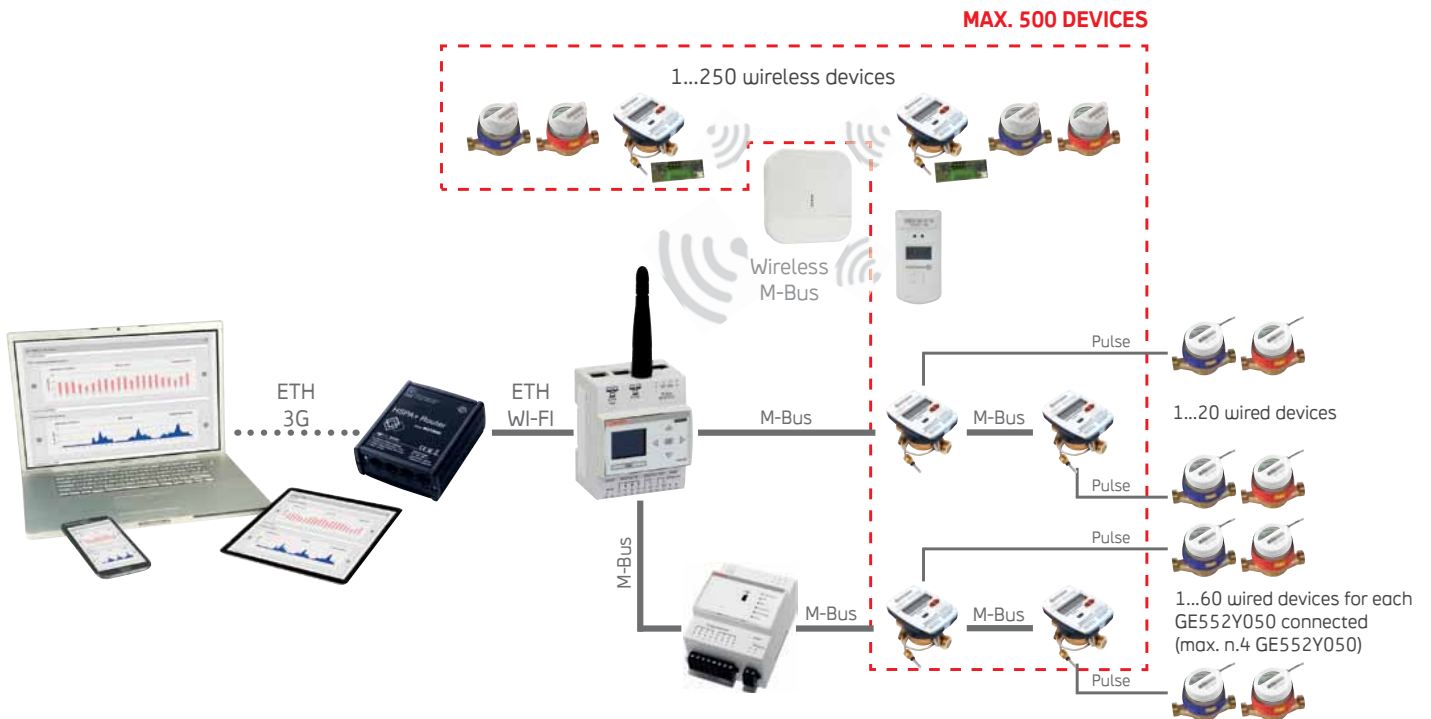 MAX. 500 DEVICES
1...250 wireless devices
Wireless
M-Bus
Pulse
ETH
3G
HSPA+ Router
ETH
WI-FI
M-Bus
M-Bus
1...20 wired devices
Pulse
Pulse
M-Bus
M-Bus
M-Bus
1...60 wired devices for each
GE552Y050 connected
(max. n.4 GE552Y050)
Pulse